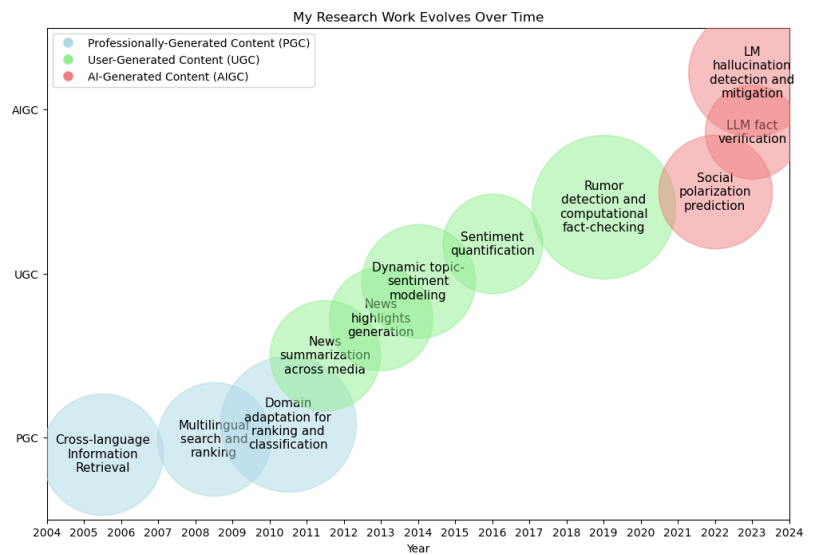 My Research Work Evolves Over Time
Professionally-Generated Content (PGC)
User-Generated Content (UGC)
AI-Generated Content (AIGC)
AIGC
UGC
PGC
Cross-language
Information
Retrieval
Multilingual
search and
ranking
Domain
adaptation for
ranking and
classification
News
summarization
across media
News
highlights
generation
Dynamic topic-
sentiment
modeling
Sentiment
quantification
Rumor
detection and
computational
fact-checking
Social
polarization
prediction
LLM fact
verification
LM
hallucination
detection and
mitigation
2004 2005 2006 2007 2008 2009 2010 2011 2012 2013 2014 2015 2016 2017 2018 2019 2020 2021 2022 2023 2024
Year